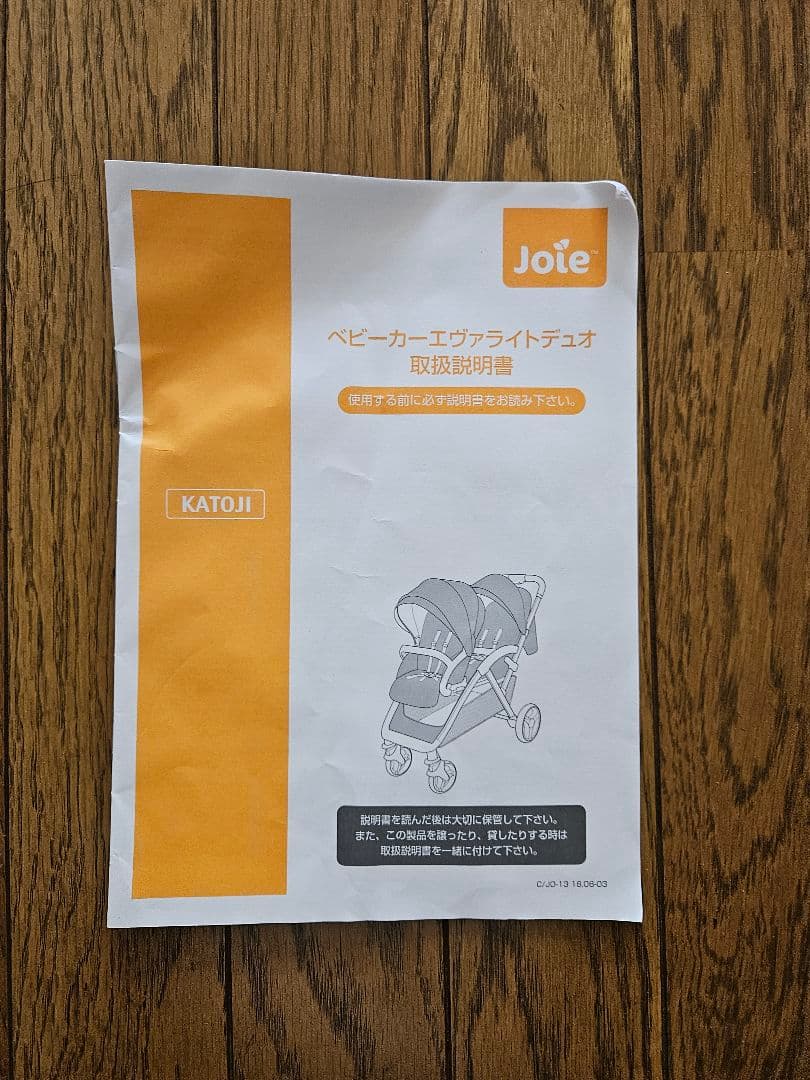 Joie™
ベビーカーエヴァライトデュオ
取扱説明書
使用する前に必ず説明書をお読み下さい。
KATOJI
説明書を読んだ後は大切に保管して下さい。
また、この製品を譲ったり、貸したりする時は
取扱説明書を一緒に付けて下さい。
C/JO-13 18.06-03